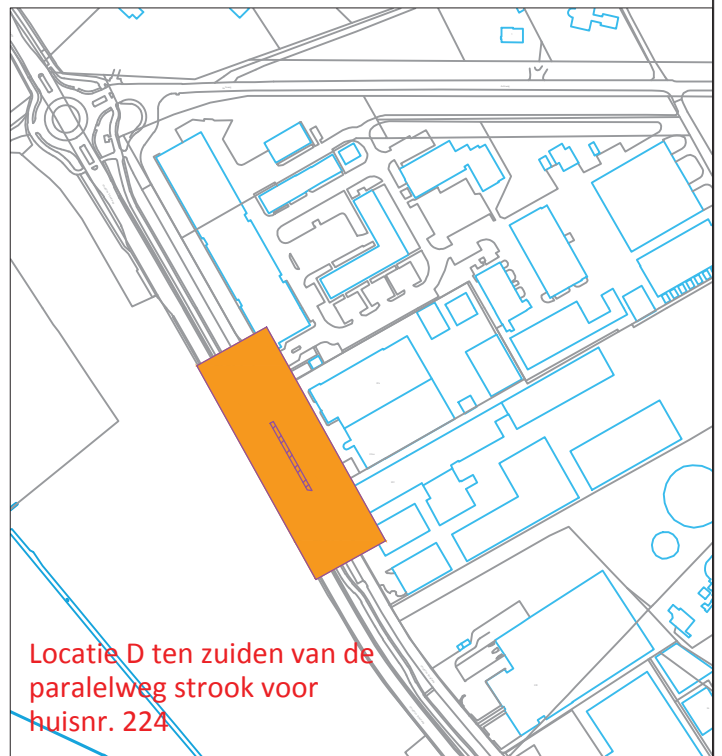 Locatie D ten zuiden van de
paralelweg strook voor
huisnr. 224